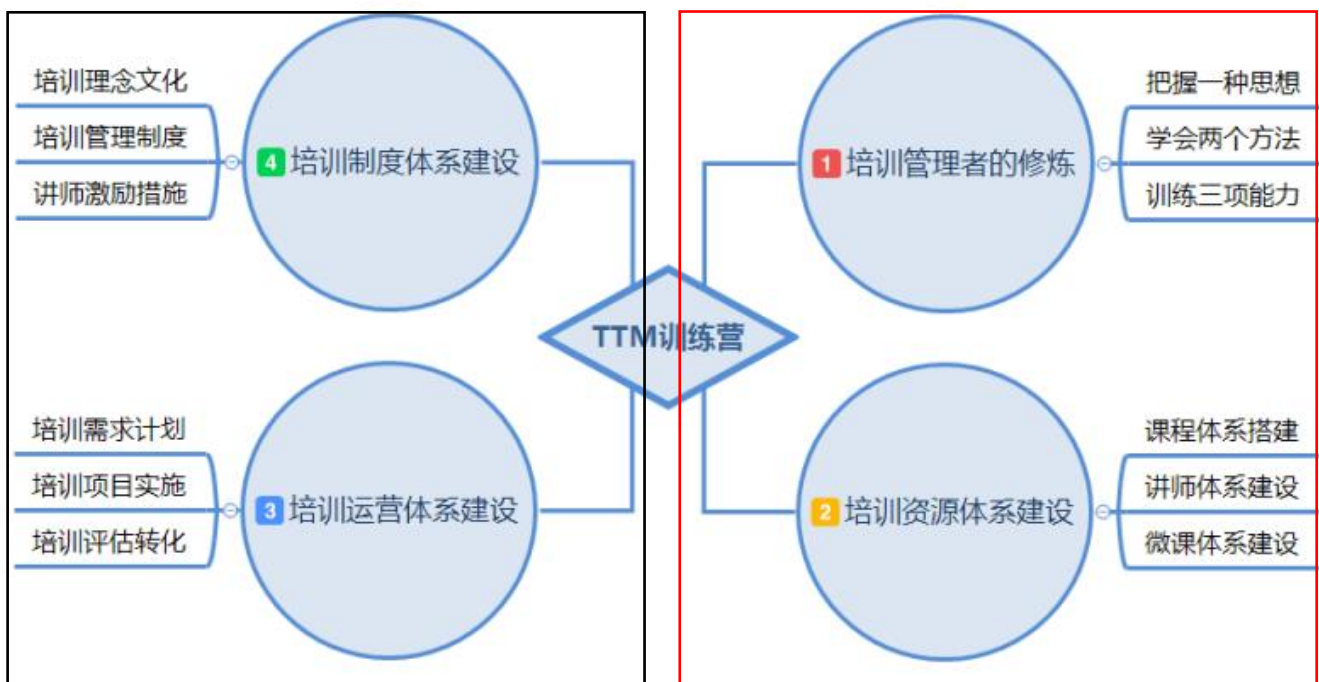 培训理念文化
培训管理制度
讲师激励措施
4 培训制度体系建设
1 培训管理者的修炼
把握一种思想
学会两个方法
训练三项能力
TTM训练营
培训需求计划
培训项目实施
培训评估转化
3 培训运营体系建设
2 培训资源体系建设
课程体系搭建
讲师体系建设
微课体系建设